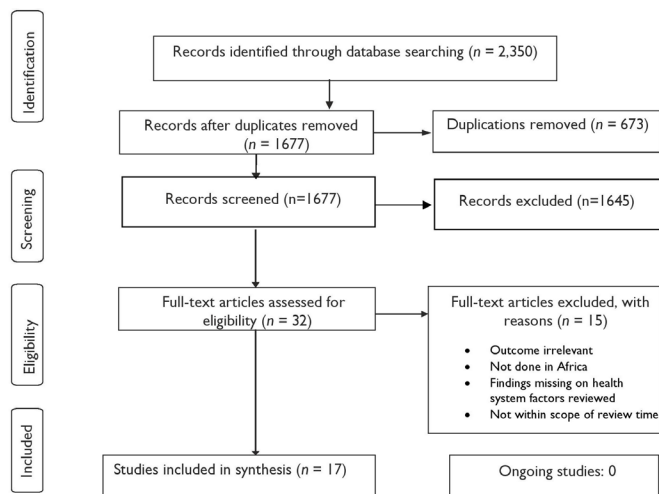 Identification
Records identified through database searching (n = 2,350)
Records after duplicates removed
(n = 1677)
Duplications removed (n = 673)
Screening
Records screened (n=1677)
Records excluded (n=1645)
Eligibility
Full-text articles assessed for
eligibility (n = 32)
Full-text articles excluded, with
reasons (n = 15)
• Outcome irrelevant
• Not done in Africa
• Findings missing on health
system factors reviewed
• Not within scope of review time
Included
Studies included in synthesis (n = 17)
Ongoing studies: 0